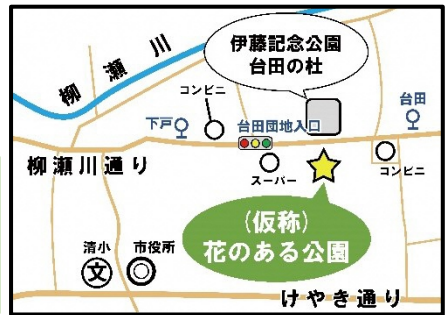 伊藤記念公園
台田の杜
柳瀬川
コンビニ
台田
下戸
台田団地入口
柳瀬川通り
スーパー
コンビニ
(仮称)
花のある公園
清小
市役所
文
けやき通り